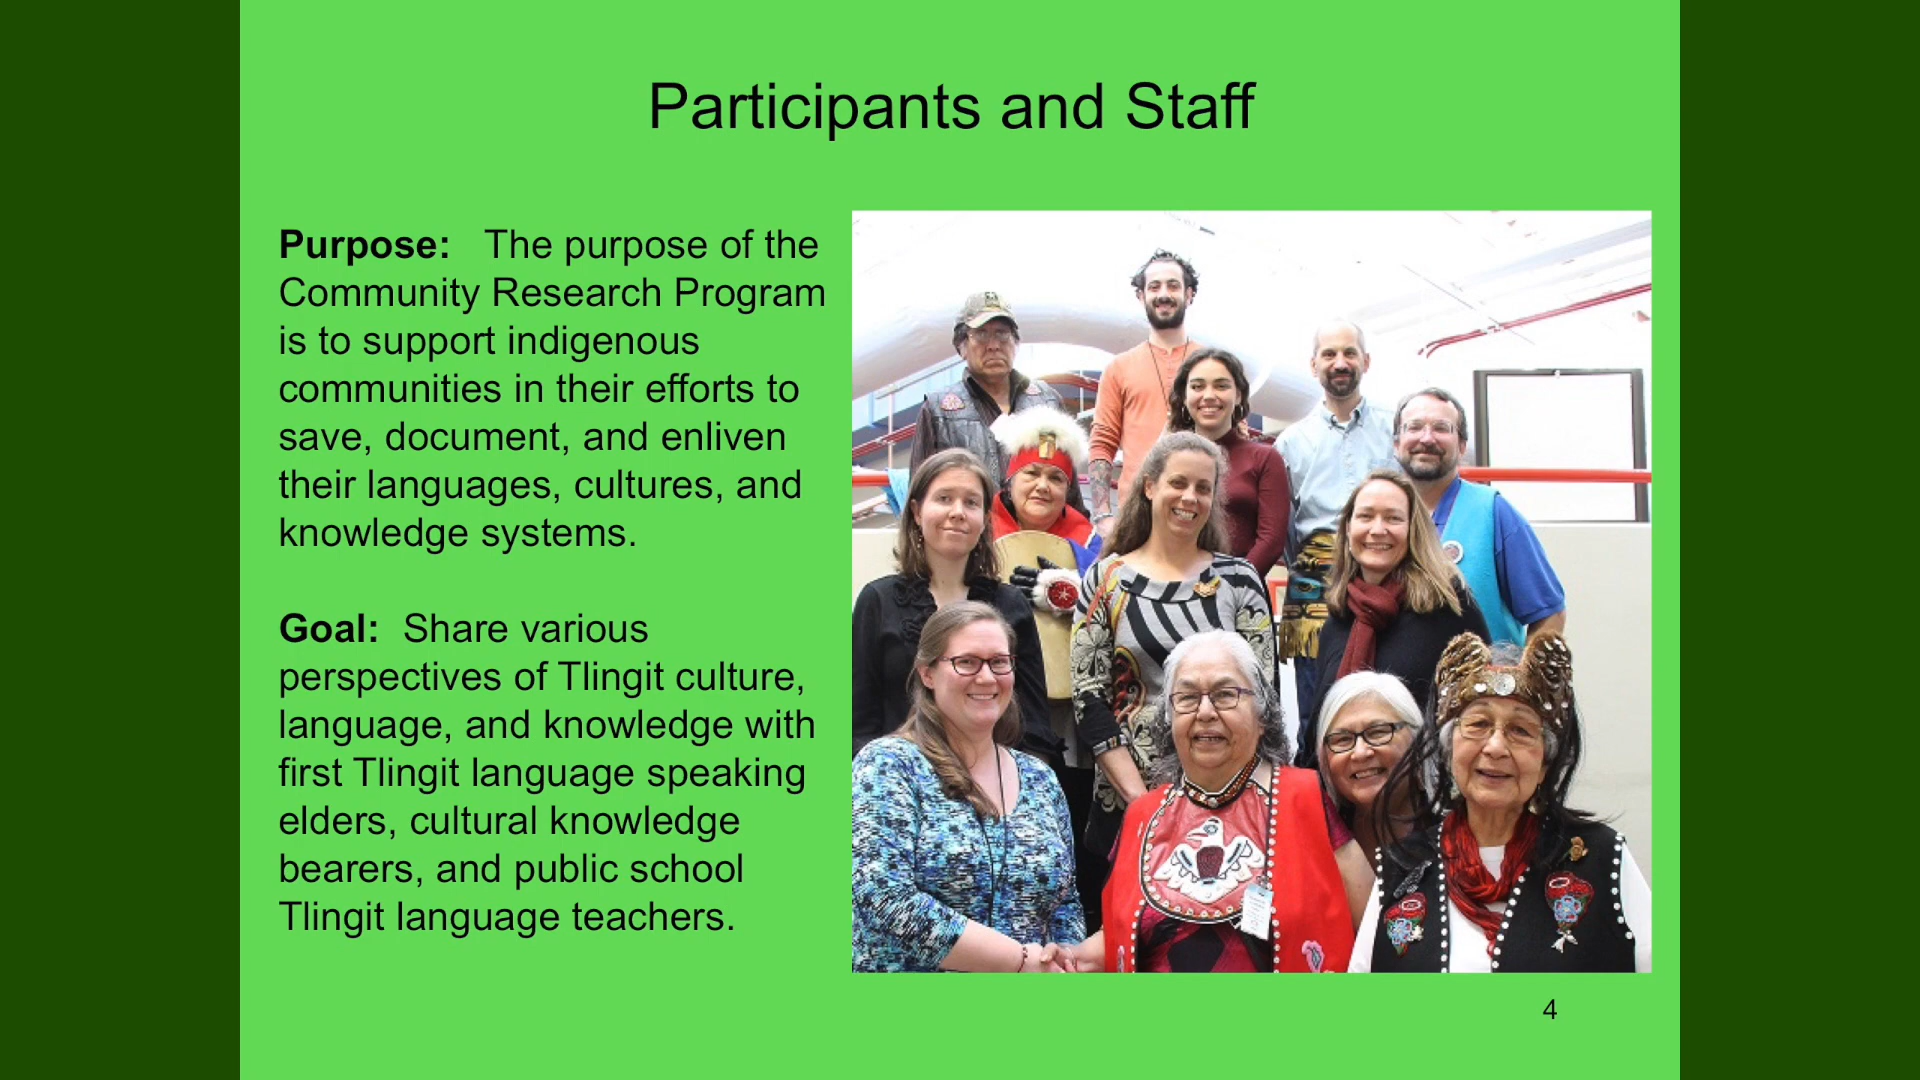 Participants and Staff
Purpose:   The purpose of the
Community Research Program
is to support indigenous
communities in their efforts to
save, document, and enliven
their languages, cultures, and
knowledge systems.
Goal:  Share various
perspectives of Tlingit culture,
language, and knowledge with
first Tlingit language speaking
elders, cultural knowledge
bearers, and public school
Tlingit language teachers.
4